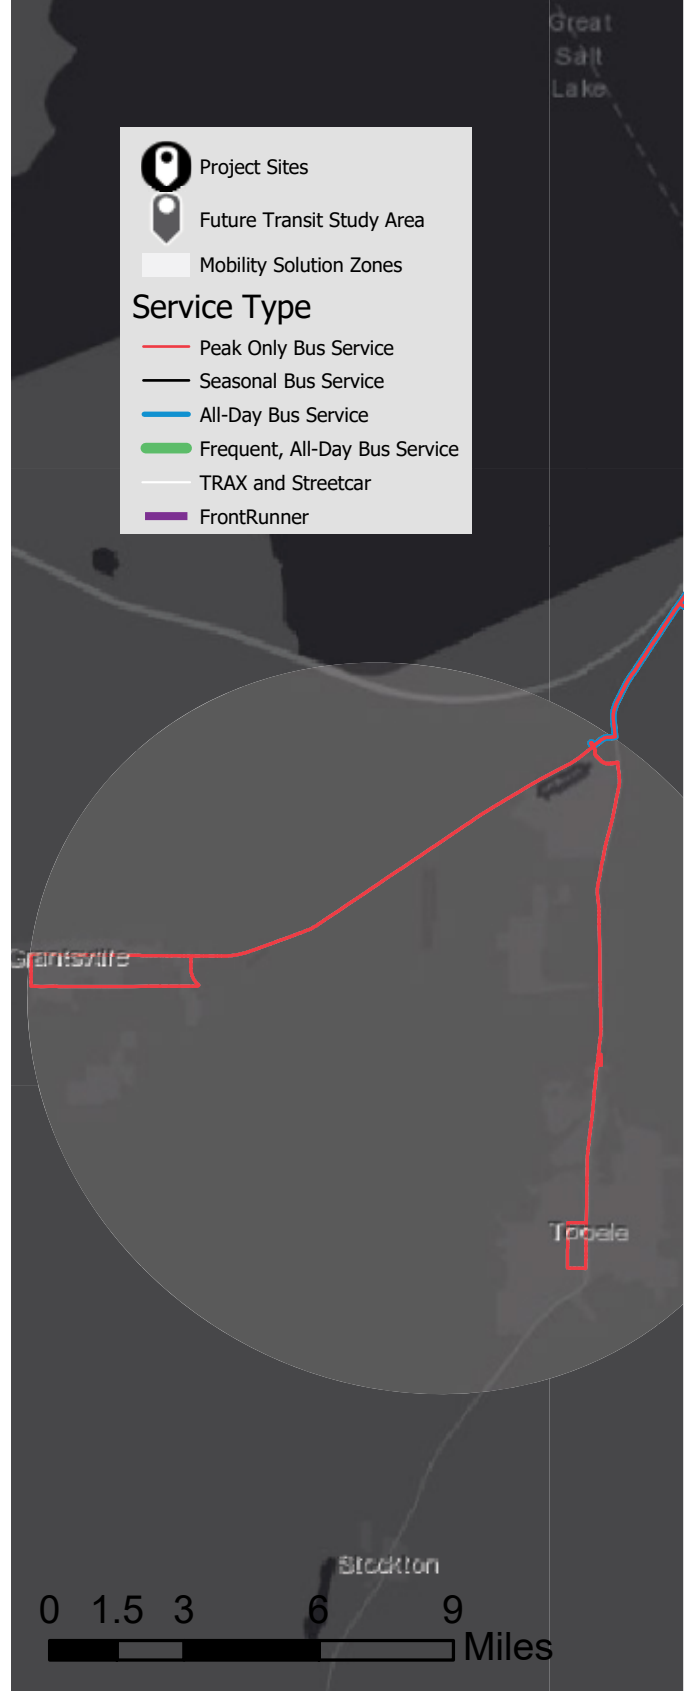 Great
Salt
Lake
Project Sites
Future Transit Study Area
Mobility Solution Zones
Service Type
Peak Only Bus Service
Seasonal Bus Service
All-Day Bus Service
Frequent, All-Day Bus Service
TRAX and Streetcar
FrontRunner
Grantsville
Tooele
Stockton
0 1.5 3 6 9
Miles